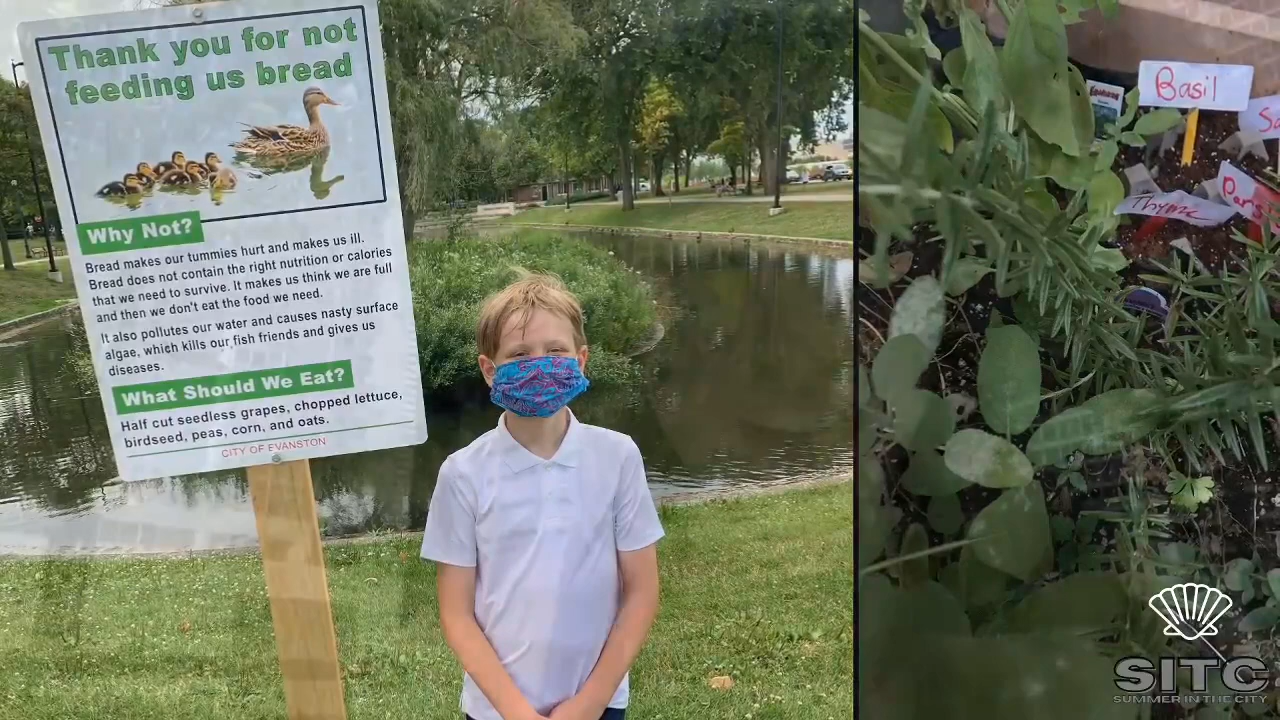 Thank you for not
feeding us bread
Why Not?
Bread makes our tummies hurt and makes us ill.
Bread does not contain the right nutrition or calories
that we need to survive. It makes us think we are full
and then we don't eat the food we need.
It also pollutes our water and causes nasty surface
algae, which kills our fish friends and gives us
diseases.
What Should We Eat?
Half cut seedless grapes, chopped lettuce,
birdseed, peas, corn, and oats.
CITY OF EVANSTON
Basil
Thyme
SITC
SUMMER IN THE CITY